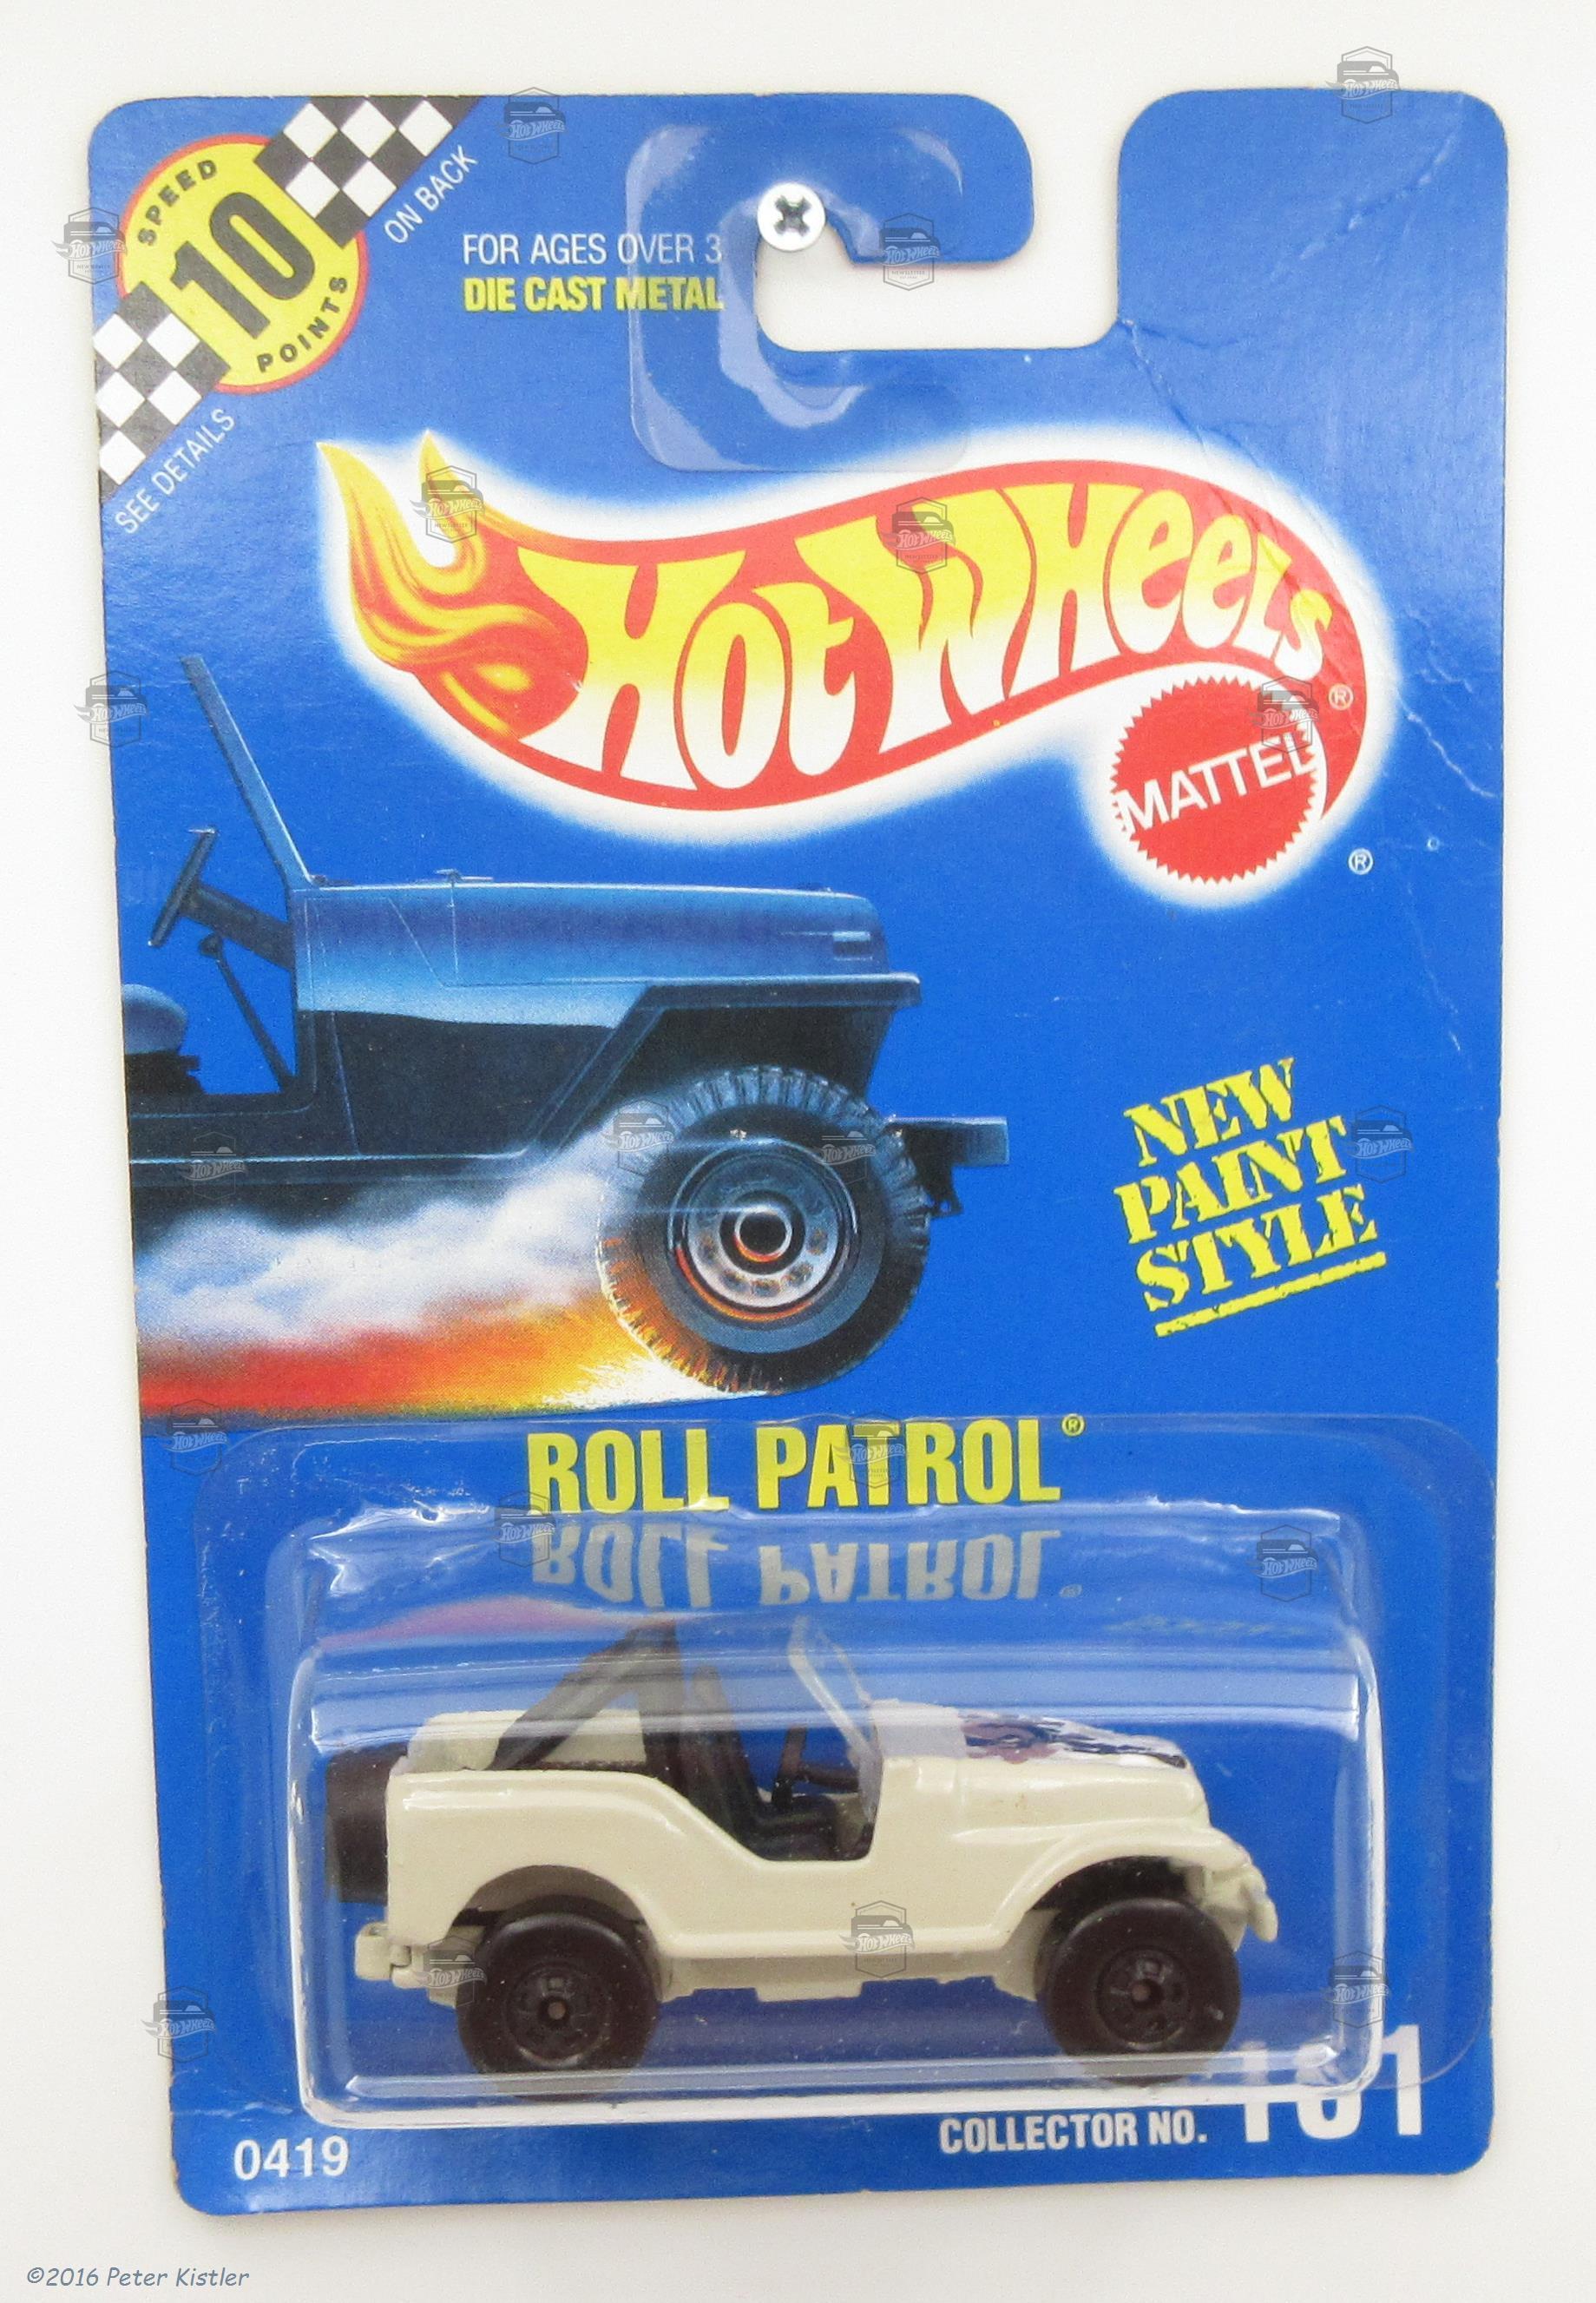 SPEED
10
POINTS
ON BACK
SEE DETAILS
FOR AGES OVER 3
DIE CAST METAL
Hot Wheels®
MATTEL
®
NEW
PAINT
STYLE
ROLL PATROL®
COLLECTOR NO.
0419
©2016 Peter Kistler